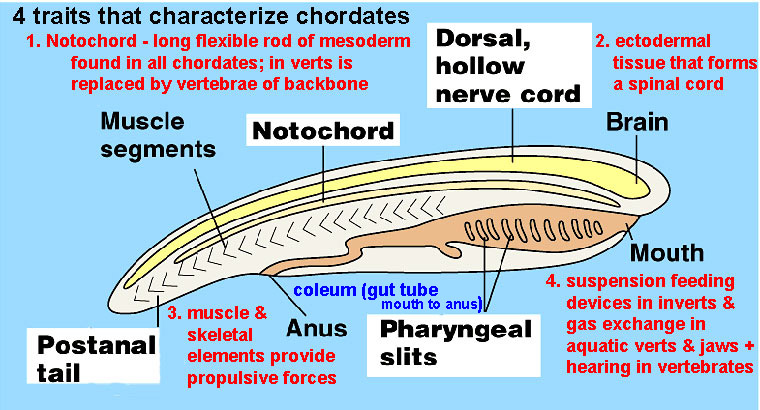 4 traits that characterize chordates
1. Notochord - long flexible rod of mesoderm
found in all chordates; in verts is
replaced by vertebrae of backbone
Dorsal,
hollow
nerve cord
2. ectodermal
tissue that forms
a spinal cord
Muscle
segments
Notochord
Brain
Mouth
coleum (gut tube
mouth to anus)
3. muscle &
skeletal
elements provide
propulsive forces
Anus
Pharyngeal
slits
4. suspension feeding
devices in inverts &
gas exchange in
aquatic verts & jaws +
hearing in vertebrates
Postanal
tail